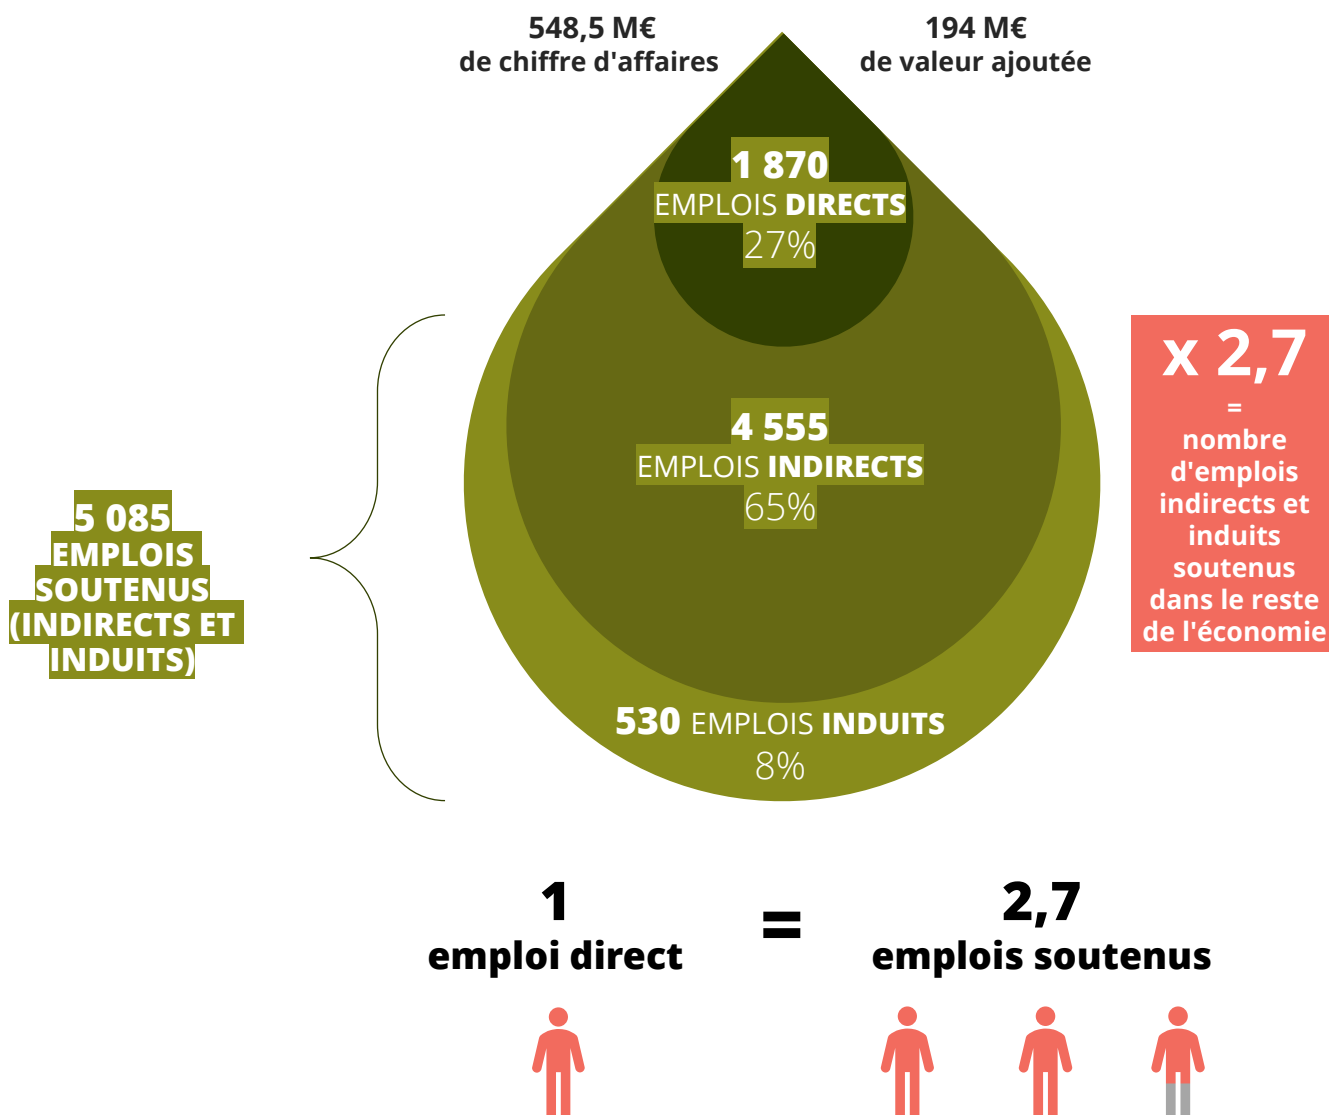 548,5 M€
de chiffre d'affaires
194 M€
de valeur ajoutée
1 870
EMPLOIS DIRECTS
27%
4 555
EMPLOIS INDIRECTS
65%
530 EMPLOIS INDUITS
8%
5 085
EMPLOIS
SOUTENUS
(INDIRECTS ET
INDUITS)
x 2,7
=
nombre
d'emplois
indirects et
induits
soutenus
dans le reste
de l'économie
1
emploi direct
=
2,7
emplois soutenus